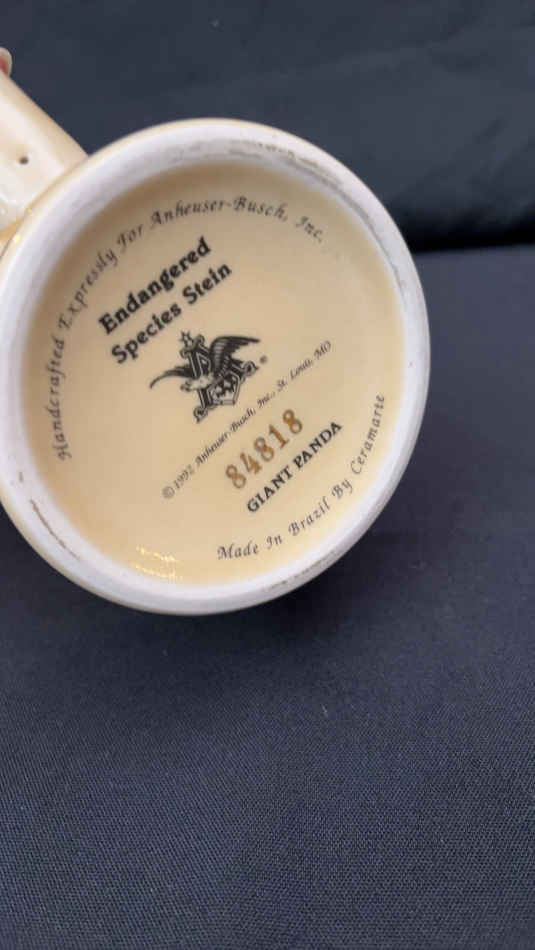 Handcrafted Expressly For Anheuser-Busch, Inc.
Endangered
Species Stein
®
© 1992 Anheuser-Busch, Inc., St. Louis, MO
84818
GIANT PANDA
Made In Brazil By Ceramarte